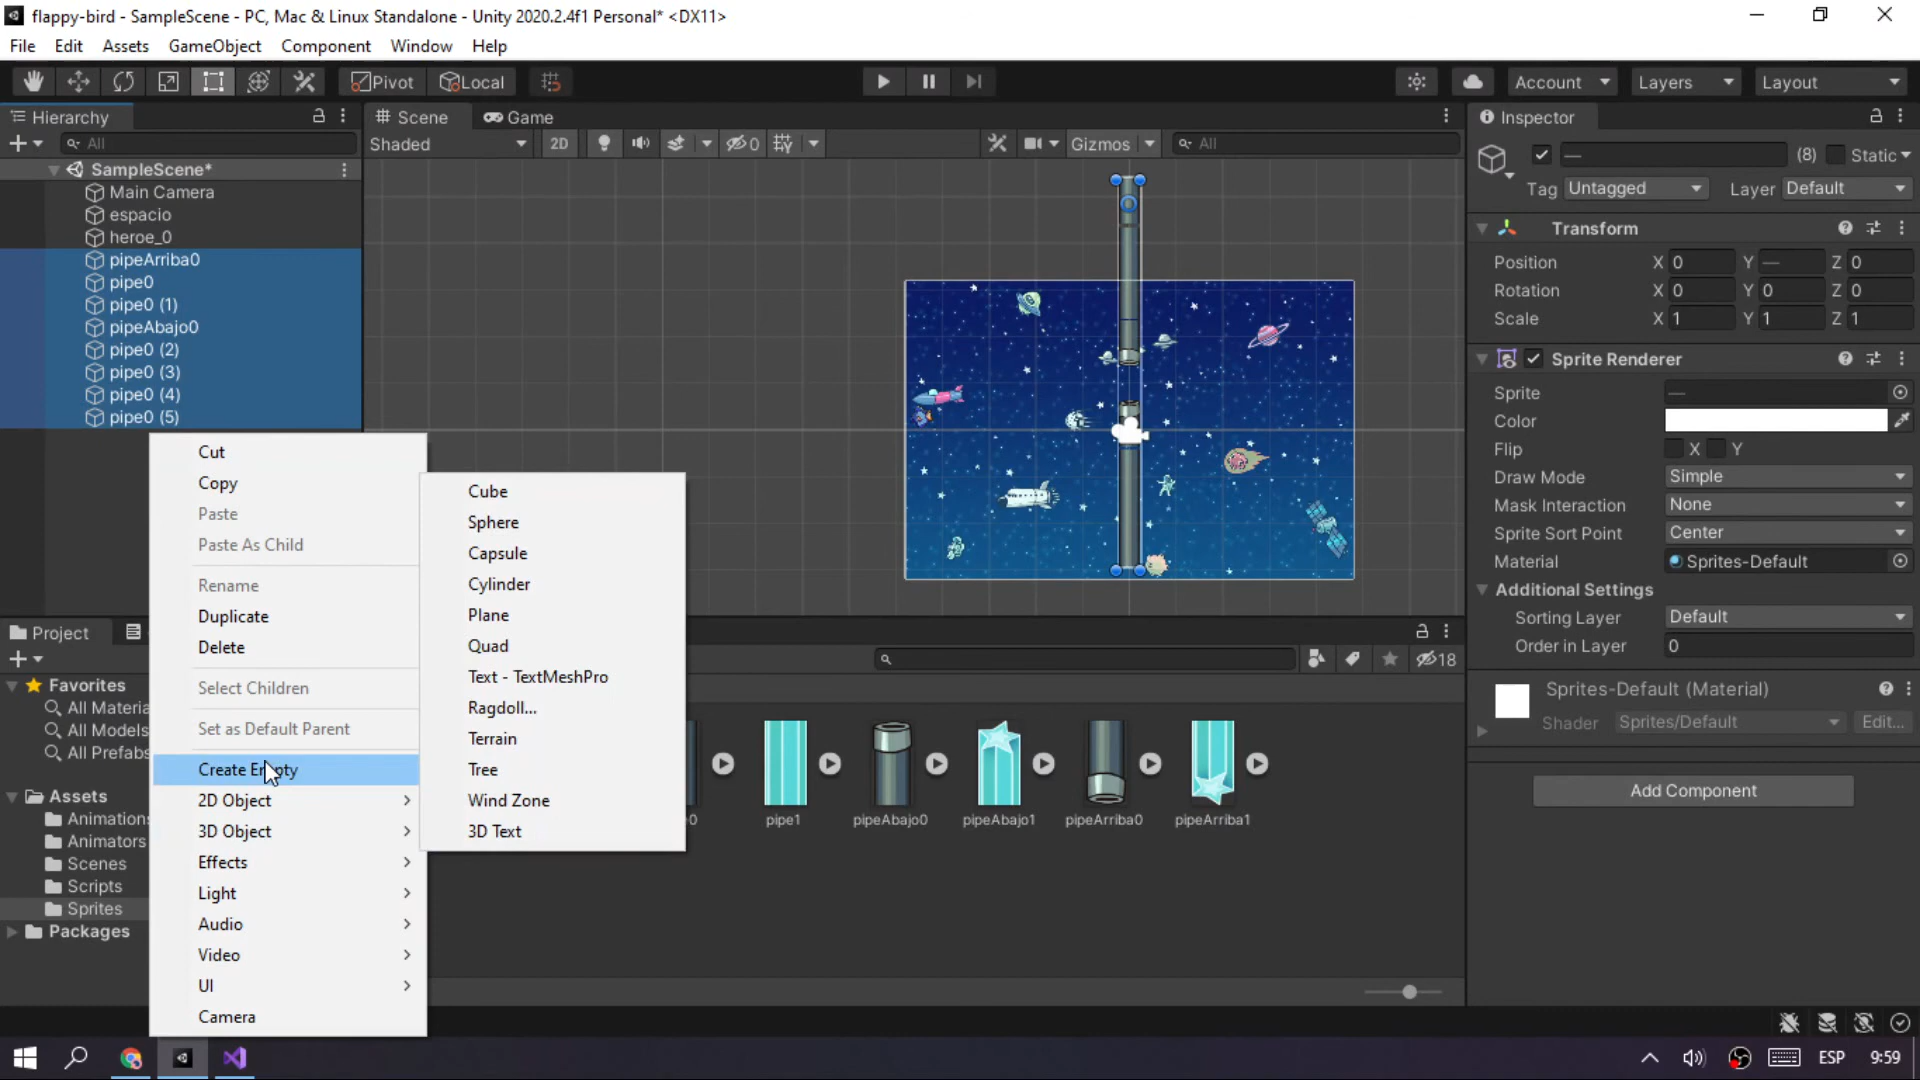 flappy-bird - SampleScene - PC, Mac & Linux Standalone - Unity 2020.2.4f1 Personal* <DX11>
File Edit Assets GameObject Component Window Help
Pivot Local Account Layers Layout
Hierarchy
All
SampleScene*
Main Camera
espacio
heroe_0
pipeArriba0
pipe0
pipe0 (1)
pipeAbajo0
pipe0 (2)
pipe0 (3)
pipe0 (4)
pipe0 (5)
Scene Game
Shaded 2D 0 Gizmos All
Inspector
(8) Static
Tag Untagged Layer Default
Transform
Position X 0 Y — Z 0
Rotation X 0 Y 0 Z 0
Scale X 1 Y 1 Z 1
Sprite Renderer
Sprite —
Color
Flip X Y
Draw Mode Simple
Mask Interaction None
Sprite Sort Point Center
Material Sprites-Default
Additional Settings
Sorting Layer Default
Order in Layer 0
Sprites-Default (Material)
Shader Sprites/Default Edit...
Add Component
Cut
Copy
Paste
Paste As Child
Rename
Duplicate
Delete
Select Children
Set as Default Parent
Create Empty
2D Object
3D Object
Effects
Light
Audio
Video
UI
Camera
Cube
Sphere
Capsule
Cylinder
Plane
Quad
Text - TextMeshPro
Ragdoll...
Terrain
Tree
Wind Zone
3D Text
Project
18
Favorites
All Materia
All Models
All Prefabs
Assets
Animation
Animators
Scenes
Scripts
Sprites
Packages
pipe1 pipeAbajo0 pipeAbajo1 pipeArriba0 pipeArriba1
ESP 9:59